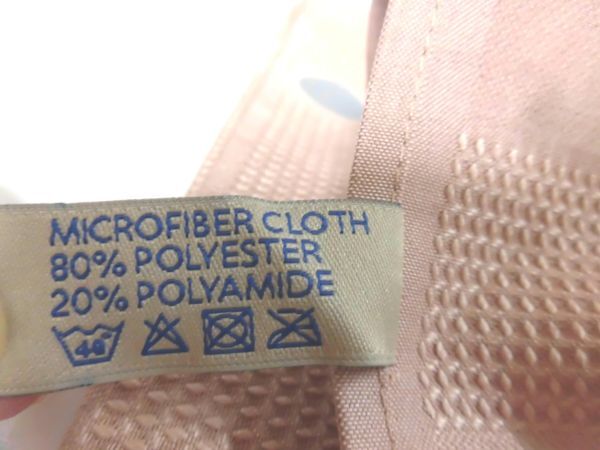 MICROFIBER CLOTH
80% POLYESTER
20% POLYAMIDE
40